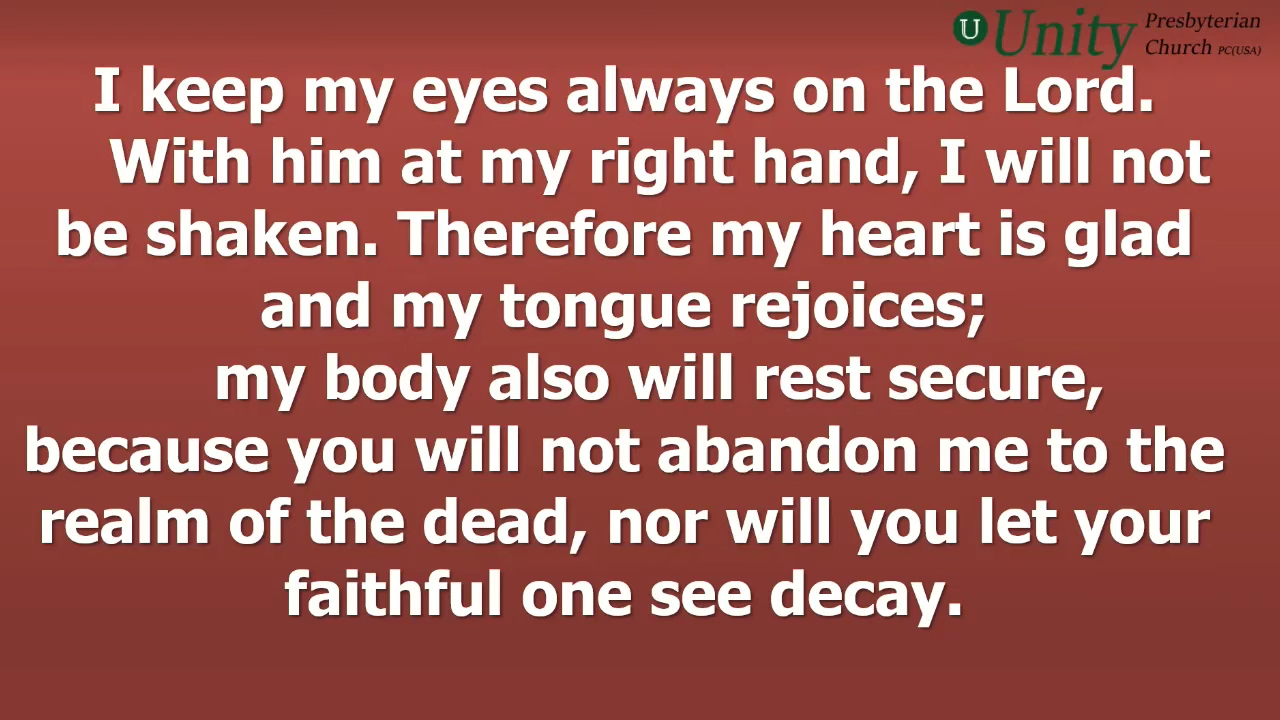 U Unity Presbyterian
Church PC(USA)
I keep my eyes always on the Lord.
With him at my right hand, I will not
be shaken. Therefore my heart is glad
and my tongue rejoices;
my body also will rest secure,
because you will not abandon me to the
realm of the dead, nor will you let your
faithful one see decay.